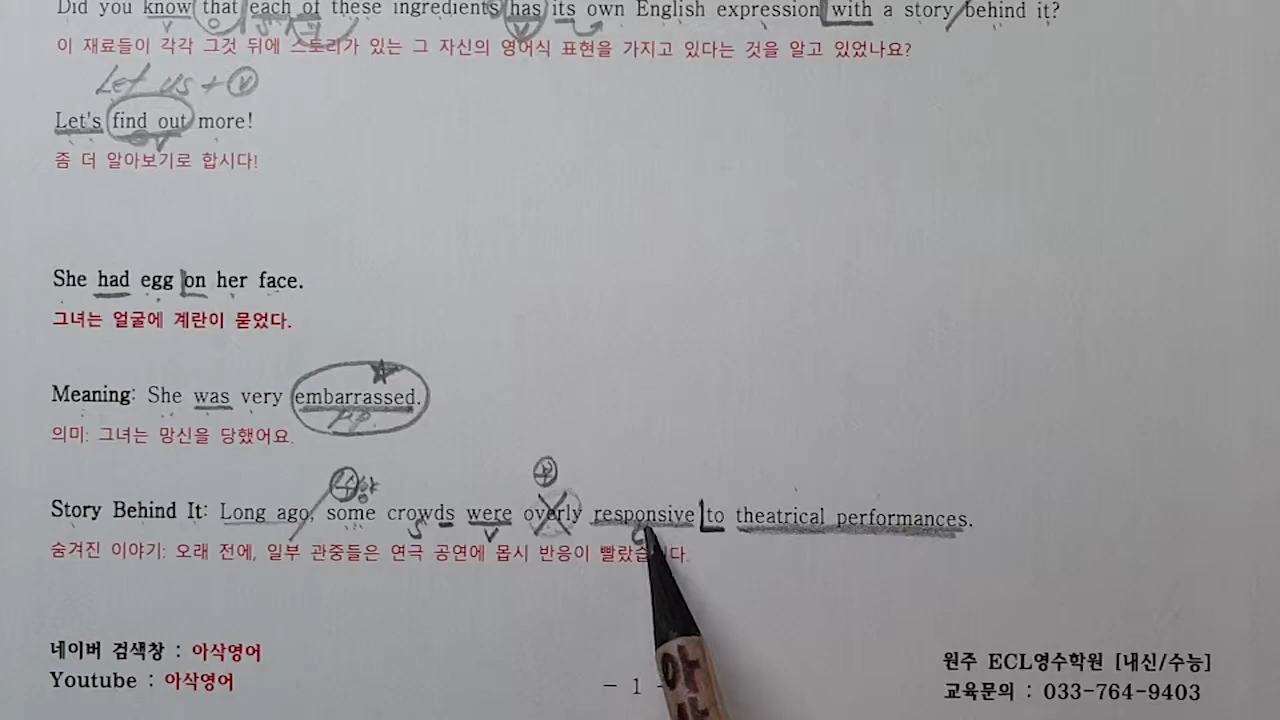 Did you know that each of these ingredients has its own English expression with a story behind it?
이 재료들이 각각 그것 뒤에 스토리가 있는 그 자신의 영어식 표현을 가지고 있다는 것을 알고 있었나요?
Let us + v
Let's find out more!
좀 더 알아보기로 합시다!
She had egg on her face.
그녀는 얼굴에 계란이 묻었다.
Meaning: She was very embarrassed.
p.p.
의미: 그녀는 망신을 당했어요.
수량 부
Story Behind It: Long ago, some crowds were overly responsive to theatrical performances.
S V C
숨겨진 이야기: 오래 전에, 일부 관중들은 연극 공연에 몹시 반응이 빨랐습니다.
네이버 검색창 : 아삭영어
Youtube : 아삭영어
- 1 -
원주 ECL영수학원 [내신/수능]
교육문의 : 033-764-9403
아삭